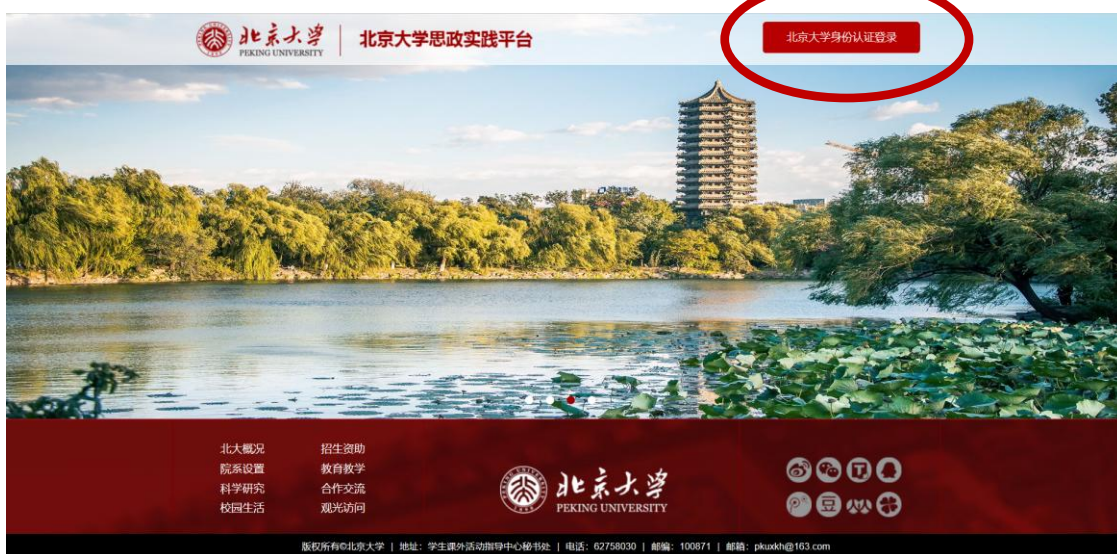 北京大学
PEKING UNIVERSITY
北京大学思政实践平台
北京大学身份认证登录
北大概况 招生资助
院系设置 教育教学
科学研究 合作交流
校园生活 观光访问
北京大学
PEKING UNIVERSITY
豆
版权所有©北京大学 | 地址：学生课外活动指导中心秘书处 | 电话：62758030 | 邮编：100871 | 邮箱：pkuxkh@163.com